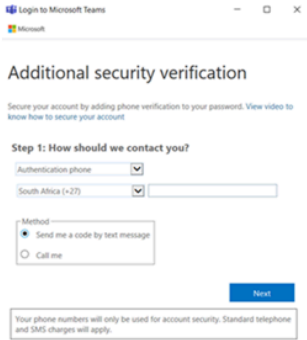 Login to Microsoft Teams
Microsoft
Additional security verification
Secure your account by adding phone verification to your password. View video to
know how to secure your account
Step 1: How should we contact you?
Authentication phone
South Africa (+27)
Method
Send me a code by text message
Call me
Next
Your phone numbers will only be used for account security. Standard telephone
and SMS charges will apply.